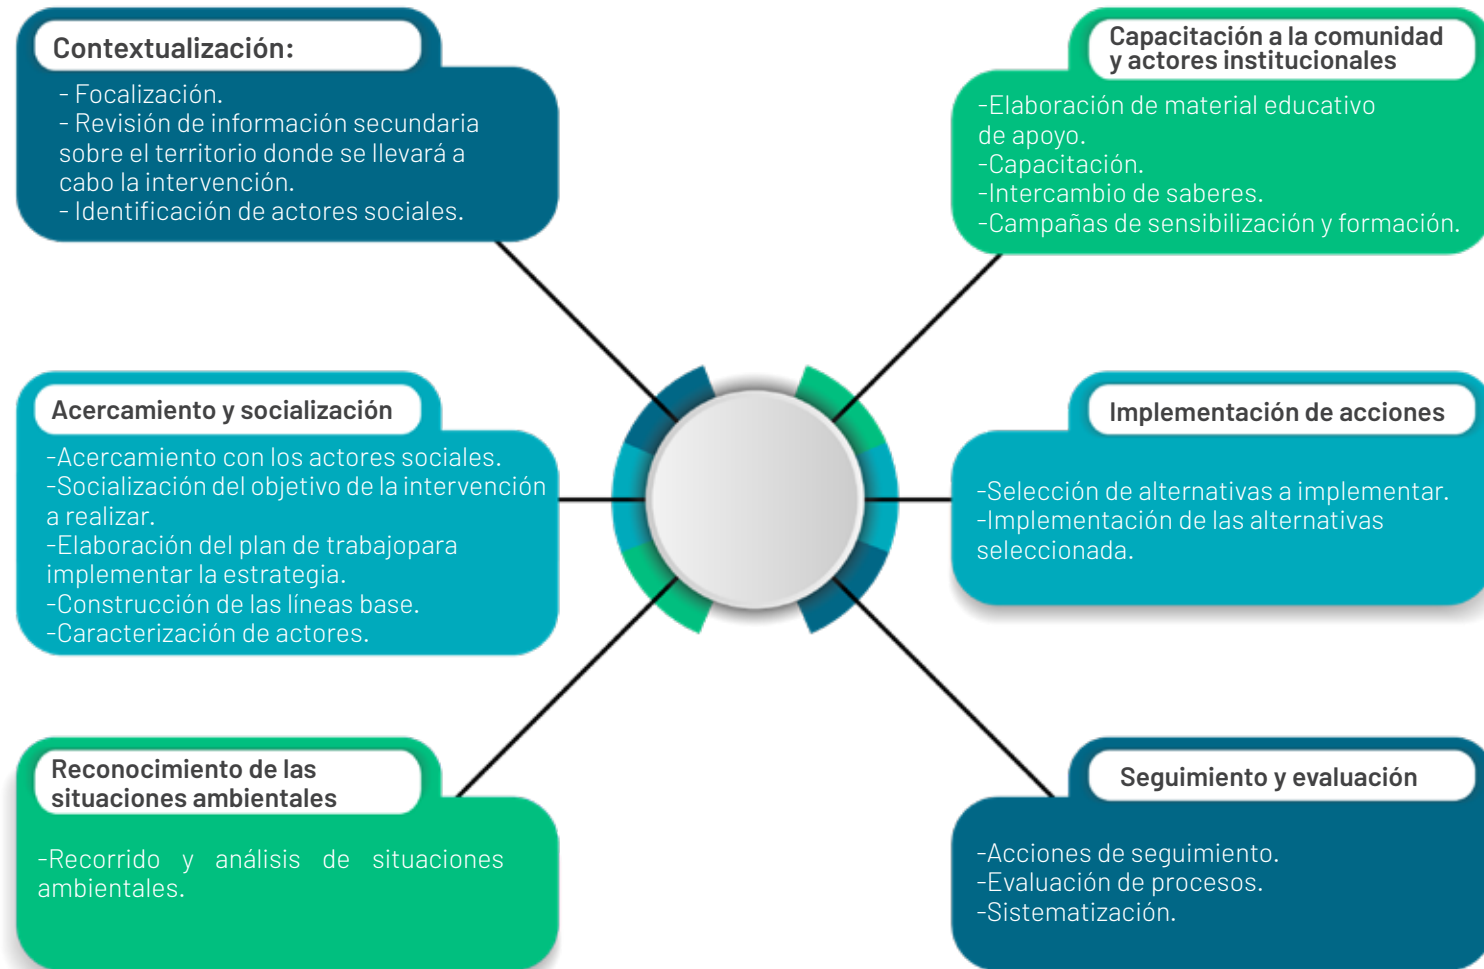 Contextualización:
- Focalización.
- Revisión de información secundaria
sobre el territorio donde se llevará a
cabo la intervención.
- Identificación de actores sociales.
Acercamiento y socialización
-Acercamiento con los actores sociales.
-Socialización del objetivo de la intervención
a realizar.
-Elaboración del plan de trabajopara
implementar la estrategia.
-Construcción de las líneas base.
-Caracterización de actores.
Reconocimiento de las
situaciones ambientales
-Recorrido y análisis de situaciones
ambientales.
Capacitación a la comunidad
y actores institucionales
-Elaboración de material educativo
de apoyo.
-Capacitación.
-Intercambio de saberes.
-Campañas de sensibilización y formación.
Implementación de acciones
-Selección de alternativas a implementar.
-Implementación de las alternativas
seleccionada.
Seguimiento y evaluación
-Acciones de seguimiento.
-Evaluación de procesos.
-Sistematización.